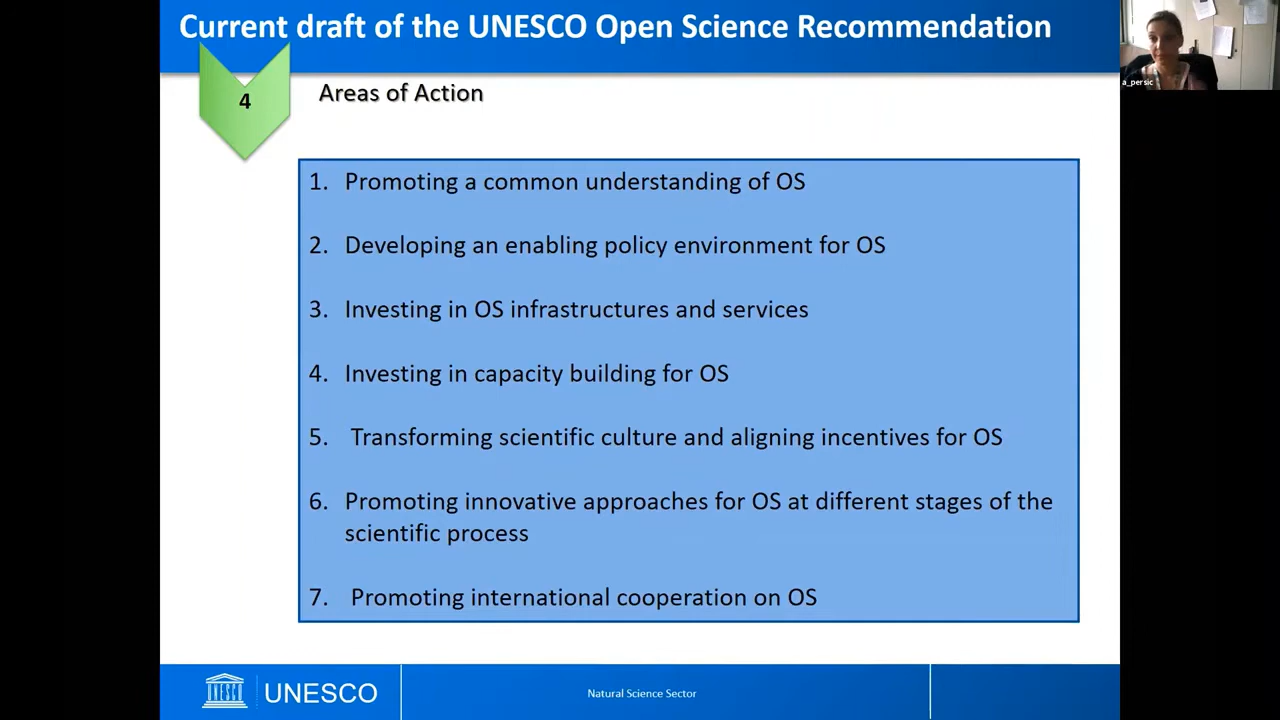 Current draft of the UNESCO Open Science Recommendation
a_persic
4
Areas of Action
1. Promoting a common understanding of OS
2. Developing an enabling policy environment for OS
3. Investing in OS infrastructures and services
4. Investing in capacity building for OS
5. Transforming scientific culture and aligning incentives for OS
6. Promoting innovative approaches for OS at different stages of the
scientific process
7. Promoting international cooperation on OS
UNESCO
UNESCO
Natural Science Sector